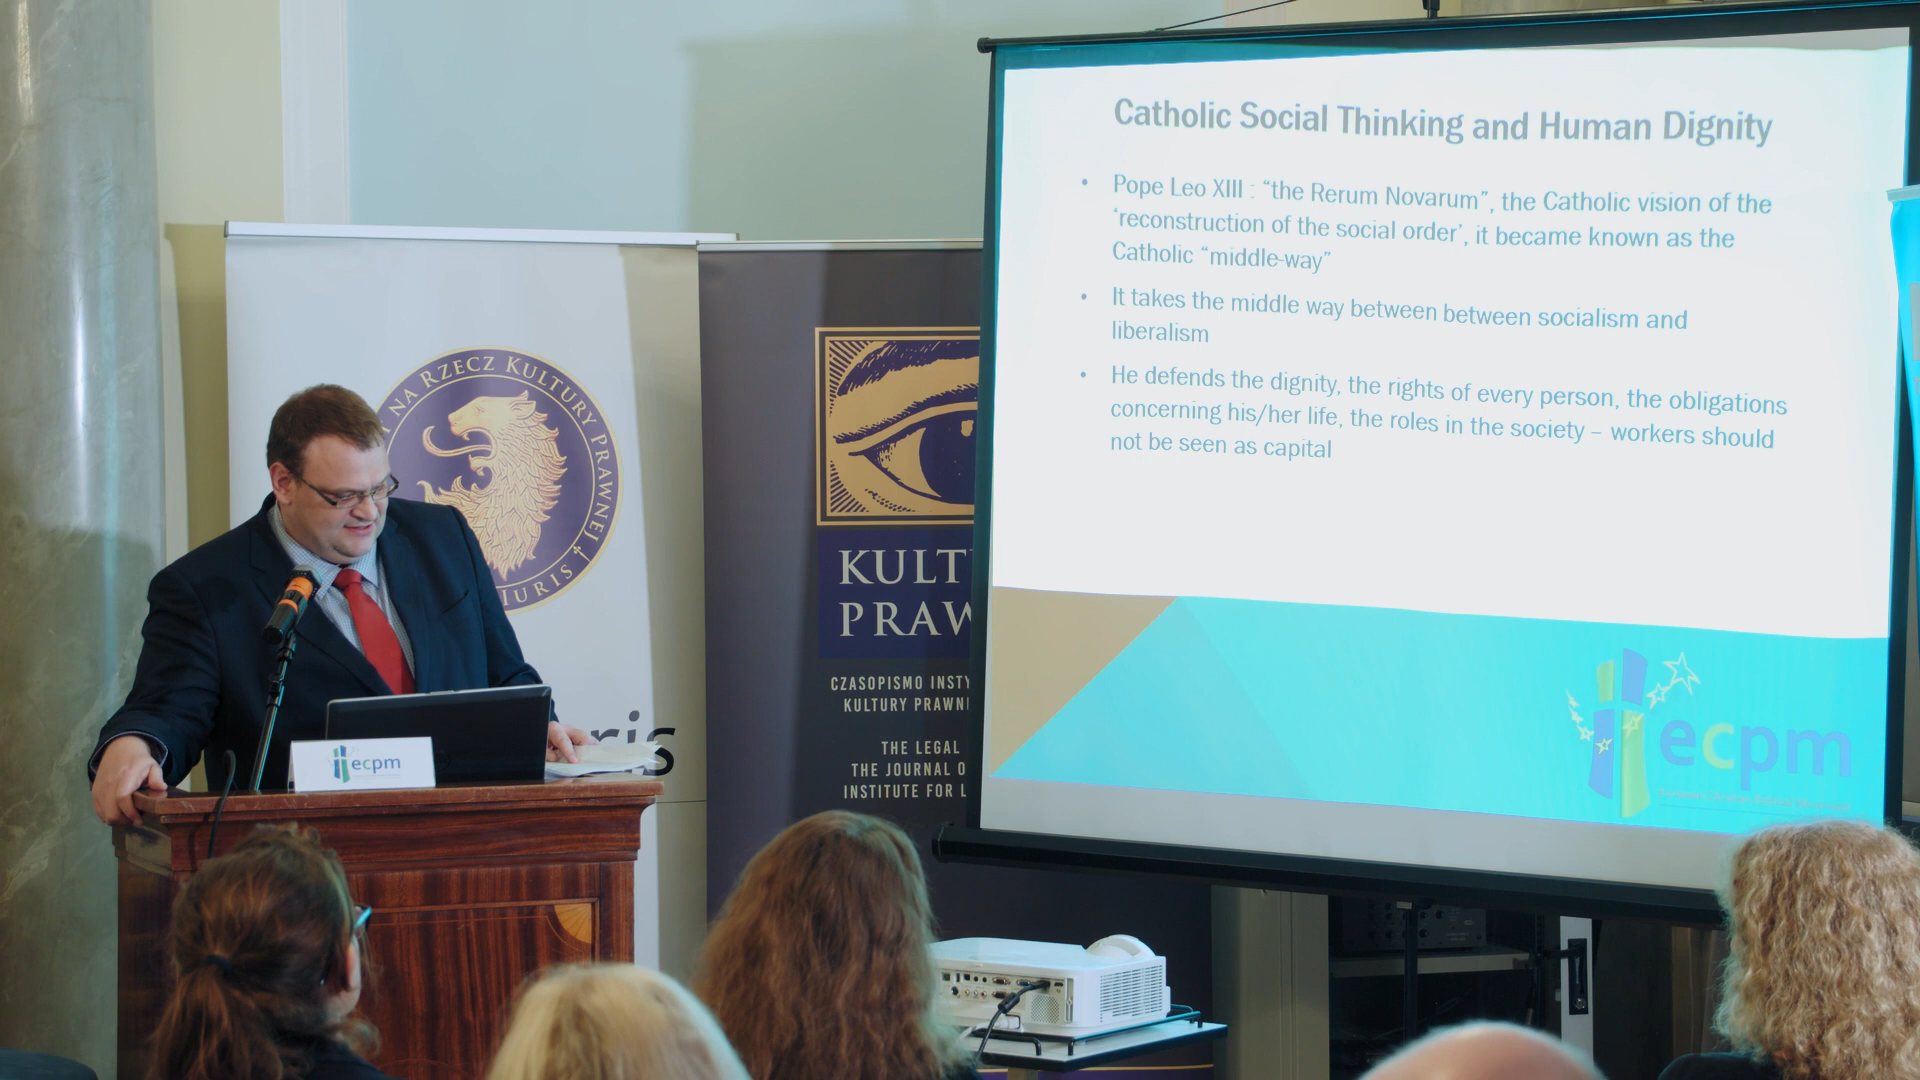 Catholic Social Thinking and Human Dignity
• Pope Leo XIII : “the Rerum Novarum”, the Catholic vision of the
‘reconstruction of the social order’, it became known as the
Catholic “middle-way”
• It takes the middle way between between socialism and
liberalism
• He defends the dignity, the rights of every person, the obligations
concerning his/her life, the roles in the society – workers should
not be seen as capital
ecpm
NA RZECZ KULTURY PRAWNEJ
IURIS
ris
KULT
PRAW
CZASOPISMO INSTY
KULTURY PRAWN
THE LEGAL
THE JOURNAL O
INSTITUTE FOR L
ecpm